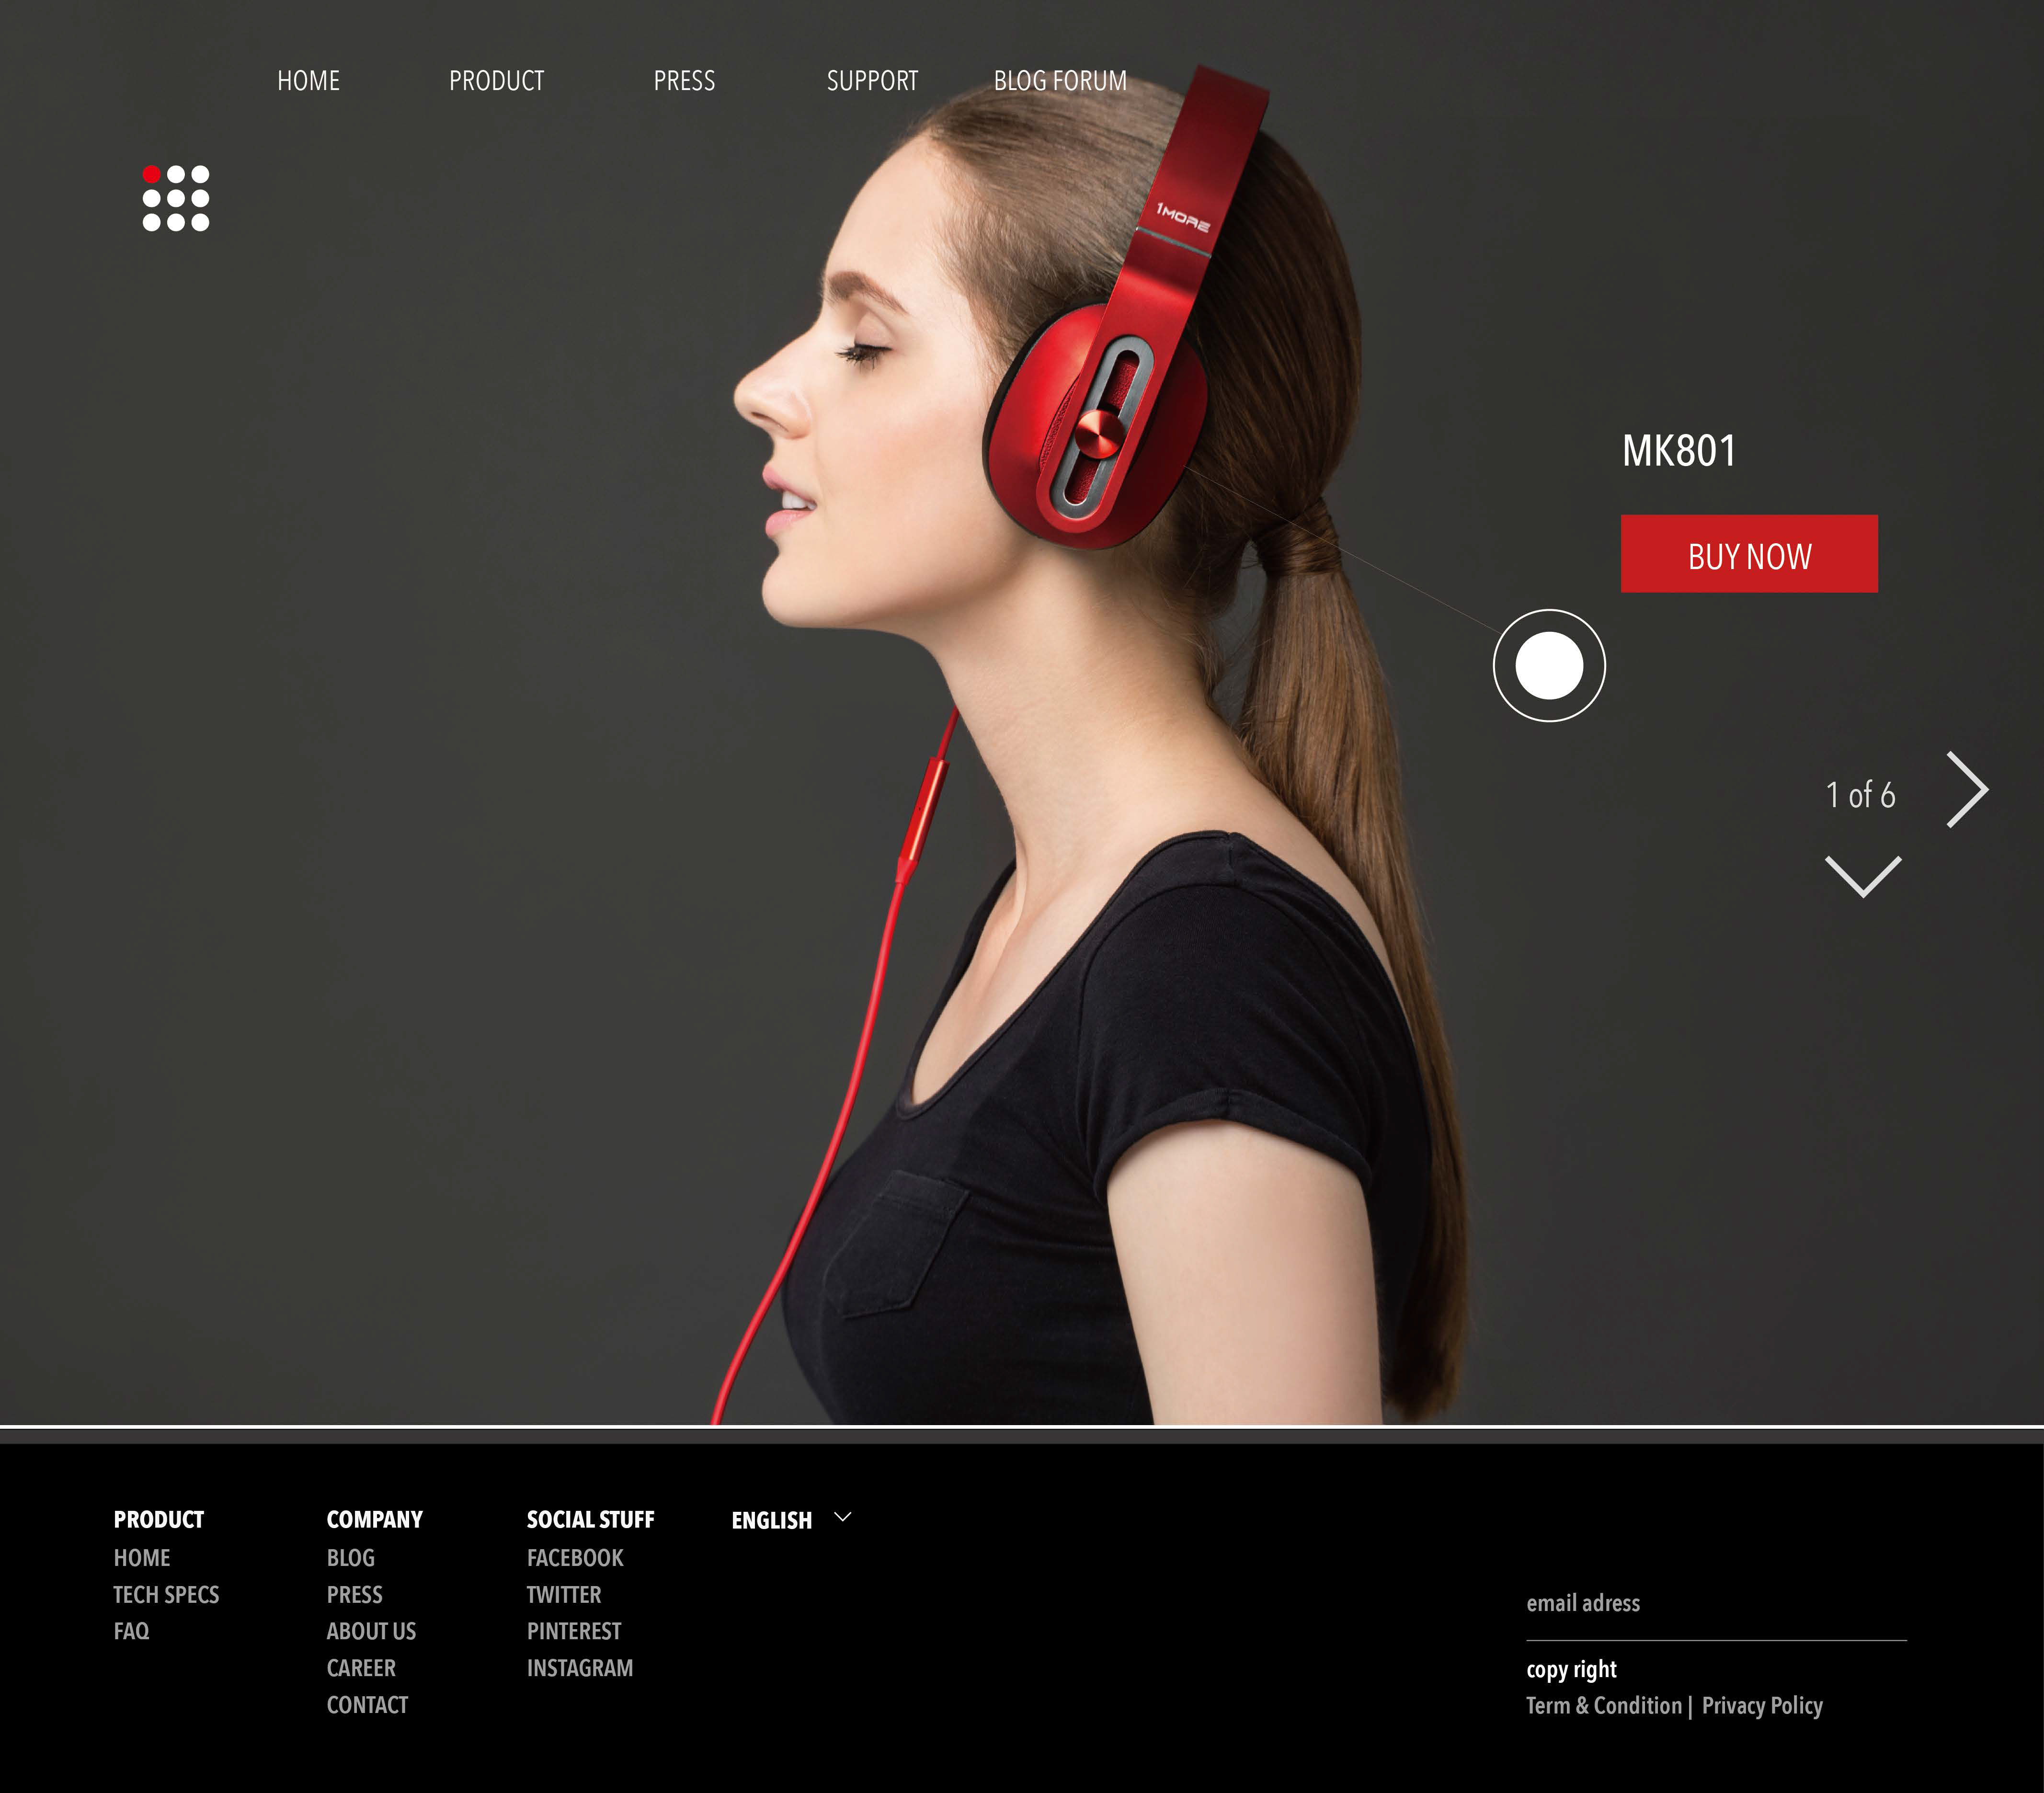 HOME PRODUCT PRESS SUPPORT BLOG FORUM
1MORE
MK801
BUY NOW
1 of 6
PRODUCT
HOME
TECH SPECS
FAQ
COMPANY
BLOG
PRESS
ABOUT US
CAREER
CONTACT
SOCIAL STUFF
FACEBOOK
TWITTER
PINTEREST
INSTAGRAM
ENGLISH
email adress
copy right
Term & Condition | Privacy Policy